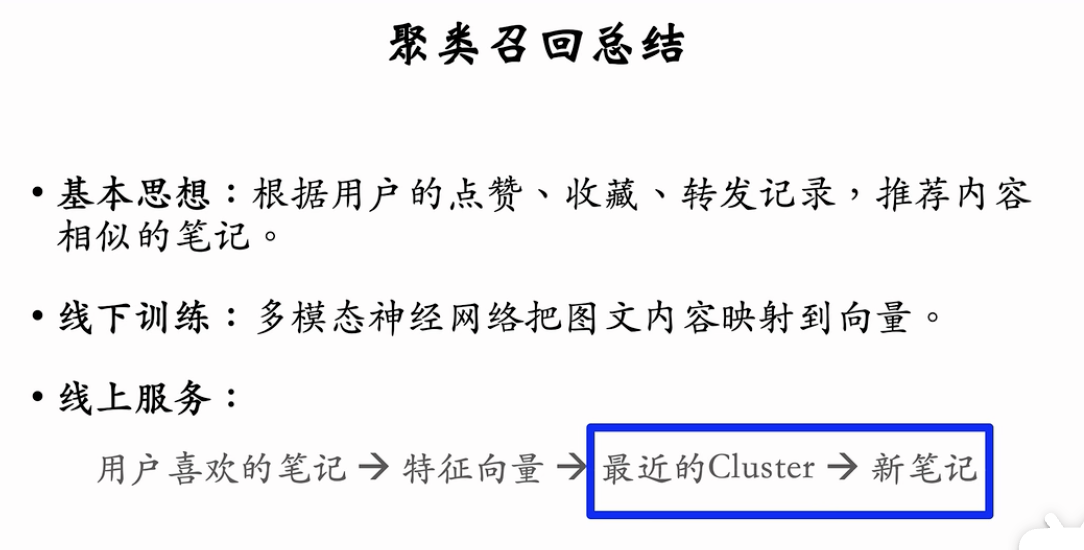 聚类召回总结
• 基本思想：根据用户的点赞、收藏、转发记录，推荐内容
相似的笔记。
• 线下训练：多模态神经网络把图文内容映射到向量。
• 线上服务：
用户喜欢的笔记 → 特征向量 → 最近的Cluster → 新笔记